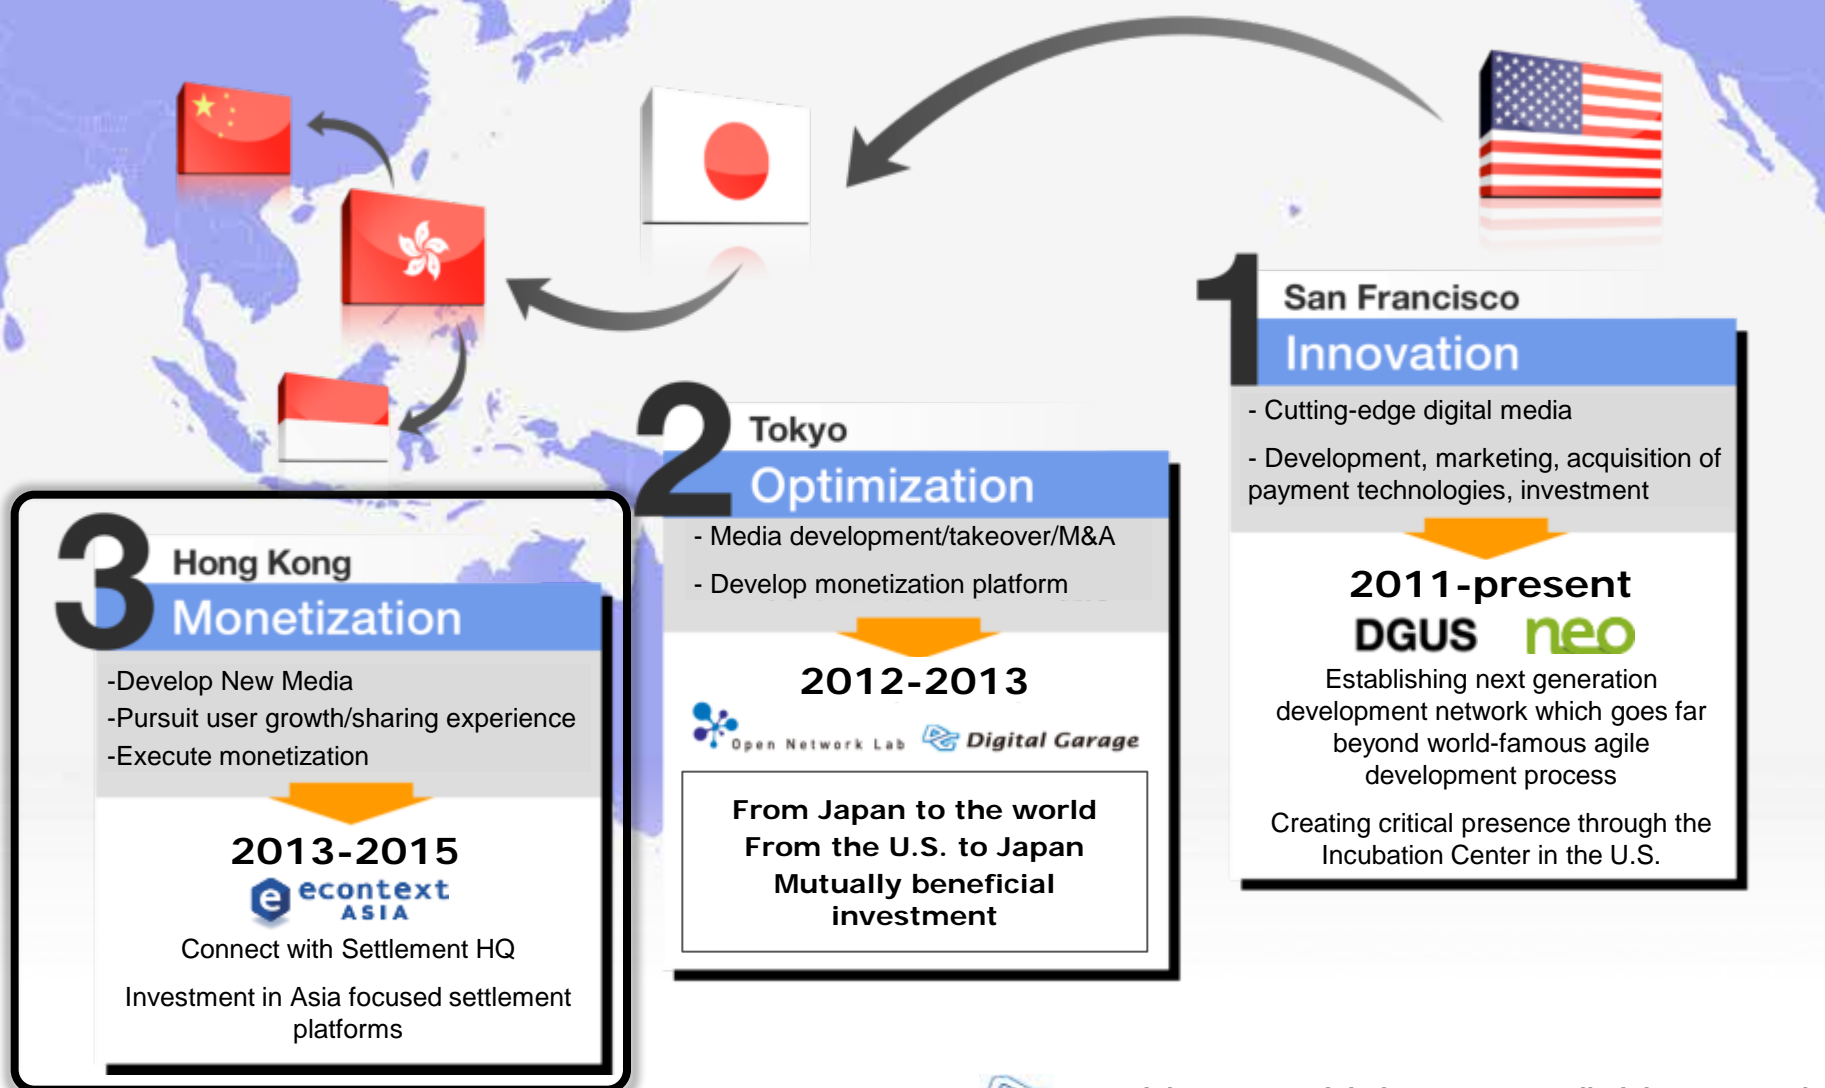 1
San Francisco
Innovation
- Cutting-edge digital media
- Development, marketing, acquisition of
payment technologies, investment
2011-present
DGUS neo
Establishing next generation
development network which goes far
beyond world-famous agile
development process
Creating critical presence through the
Incubation Center in the U.S.
2
Tokyo
Optimization
- Media development/takeover/M&A
- Develop monetization platform
2012-2013
Open Network Lab Digital Garage
From Japan to the world
From the U.S. to Japan
Mutually beneficial
investment
3
Hong Kong
Monetization
-Develop New Media
-Pursuit user growth/sharing experience
-Execute monetization
2013-2015
e econtext
ASIA
Connect with Settlement HQ
Investment in Asia focused settlement
platforms